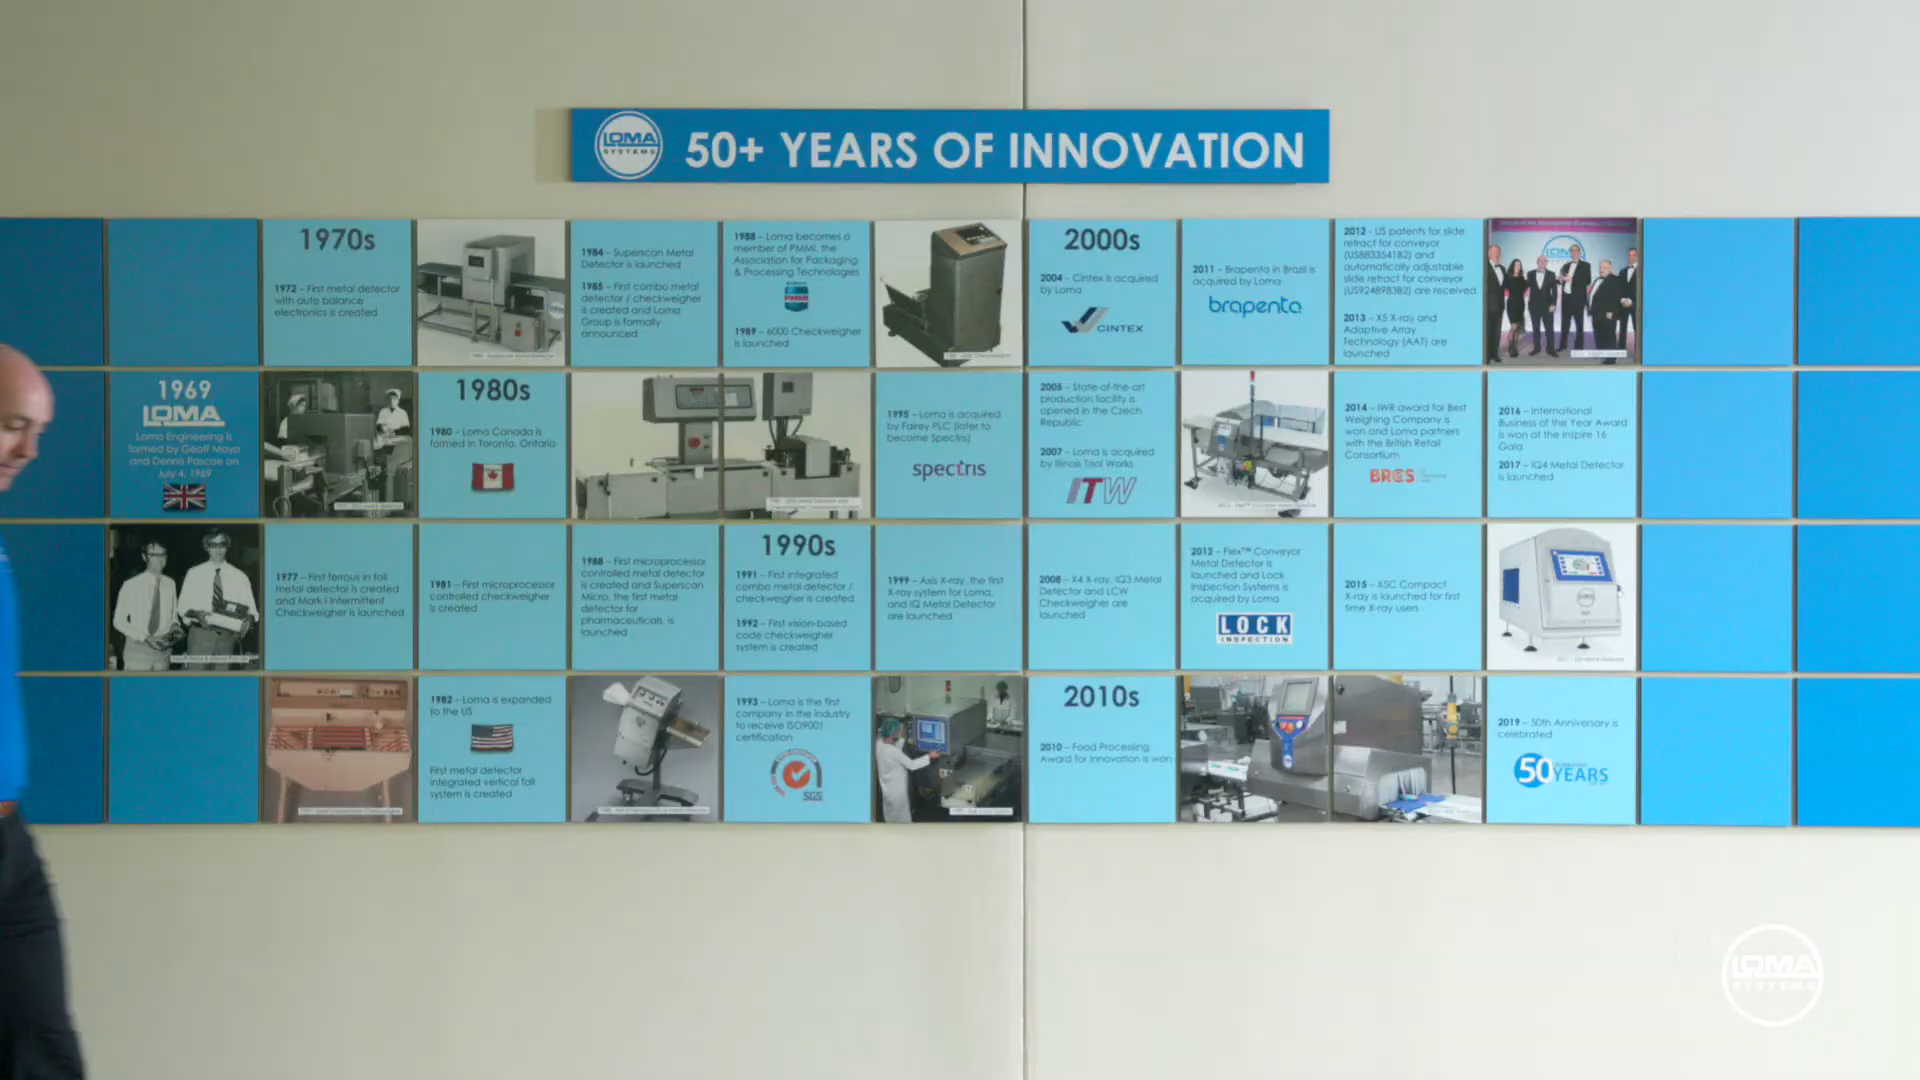 LOMA
SYSTEMS
50+ YEARS OF INNOVATION
1969
LOMA
Loma Engineering is
formed by Geoff Moyo
and Dennis Pascoe on
July 4, 1969
1970s
1972 – First metal detector
with auto balance
electronics is created
1977 – First ferrous in foil
metal detector is created
and Mark I Intermittent
Checkweigher is launched
1980s
1980 – Loma Canada is
formed in Toronto, Ontario
1981 – First microprocessor
controlled checkweigher
is created
1982 – Loma is expanded
to the US
First metal detector
integrated vertical fall
system is created
1984 – Superscan Metal
Detector is launched
1985 – First combo metal
detector / checkweigher
is created and Loma
Group is formally
announced
1988 – First microprocessor
controlled metal detector
is created and Superscan
Micro, the first metal
detector for
pharmaceuticals, is
launched
1988 – Loma becomes a
member of PMMI, the
Association for Packaging
& Processing Technologies
PMMI
1989 – 6000 Checkweigher
is launched
1990s
1991 – First integrated
combo metal detector /
checkweigher is created
1992 – First vision-based
code checkweigher
system is created
1993 – Loma is the first
company in the industry
to receive ISO9001
certification
SGS
1995 – Loma is acquired
by Fairey PLC (later to
become Spectris)
spectris
1999 – Axis X-ray, the first
X-ray system for Loma,
and IQ Metal Detector
are launched
2000s
2004 – Cintex is acquired
by Loma
CINTEX
2005 – State-of-the-art
production facility is
opened in the Czech
Republic
2007 – Loma is acquired
by Illinois Tool Works
ITW
2008 – X4 X-ray, IQ3 Metal
Detector and LCW
Checkweigher are
launched
2010s
2010 – Food Processing
Award for Innovation is won
2011 – Brapenta in Brazil is
acquired by Loma
brapenta
2012 – Flex™ Conveyor
Metal Detector is
launched and Lock
Inspection Systems is
acquired by Loma
LOCK
INSPECTION
2012 - US patents for slide
retract for conveyor
(US8833541B2) and
automatically adjustable
slide retract for conveyor
(US9248983B2) are received
2013 – X5 X-ray and
Adaptive Array
Technology (AAT) are
launched
2014 – IWR award for Best
Weighing Company is
won and Loma partners
with the British Retail
Consortium
BRCS
2015 – X5C Compact
X-ray is launched for first
time X-ray users
2016 – International
Business of the Year Award
is won at the Inspire 16
Gala
2017 – IQ4 Metal Detector
is launched
2019 – 50th Anniversary is
celebrated
50 YEARS
LOMA
SYSTEMS